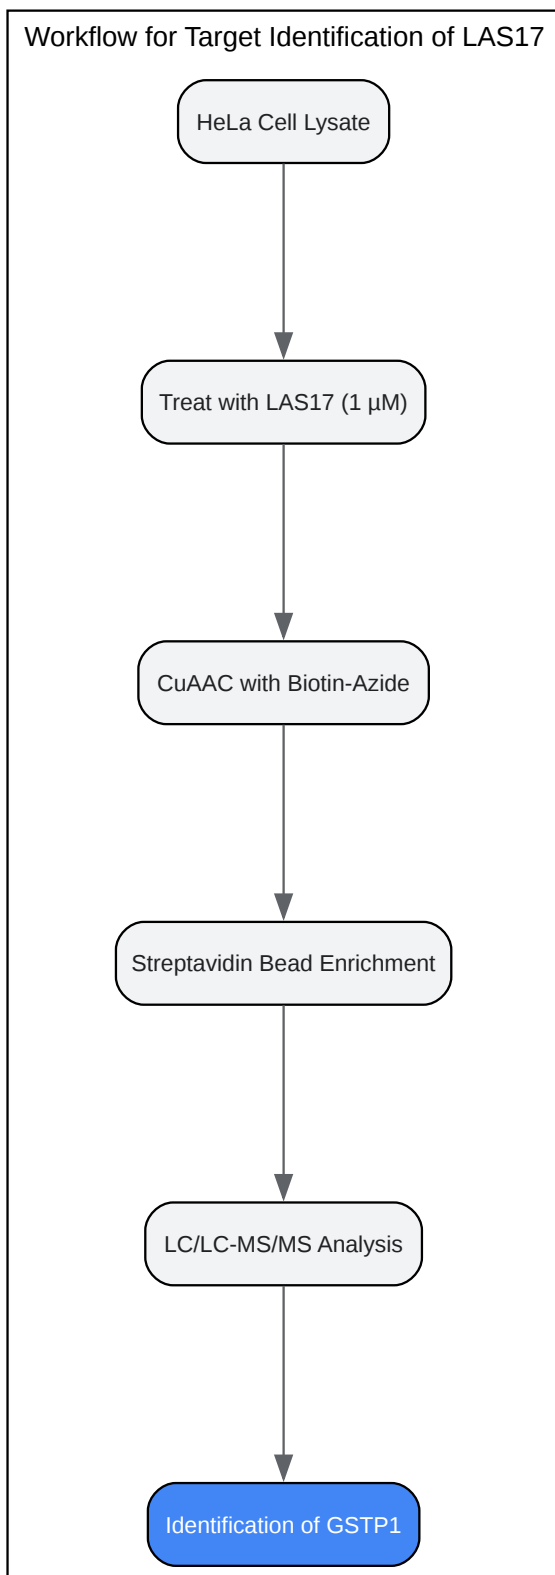 Workflow for Target Identification of LAS17
HeLa Cell Lysate
Treat with LAS17 (1 µM)
CuAAC with Biotin-Azide
Streptavidin Bead Enrichment
LC/LC-MS/MS Analysis
Identification of GSTP1